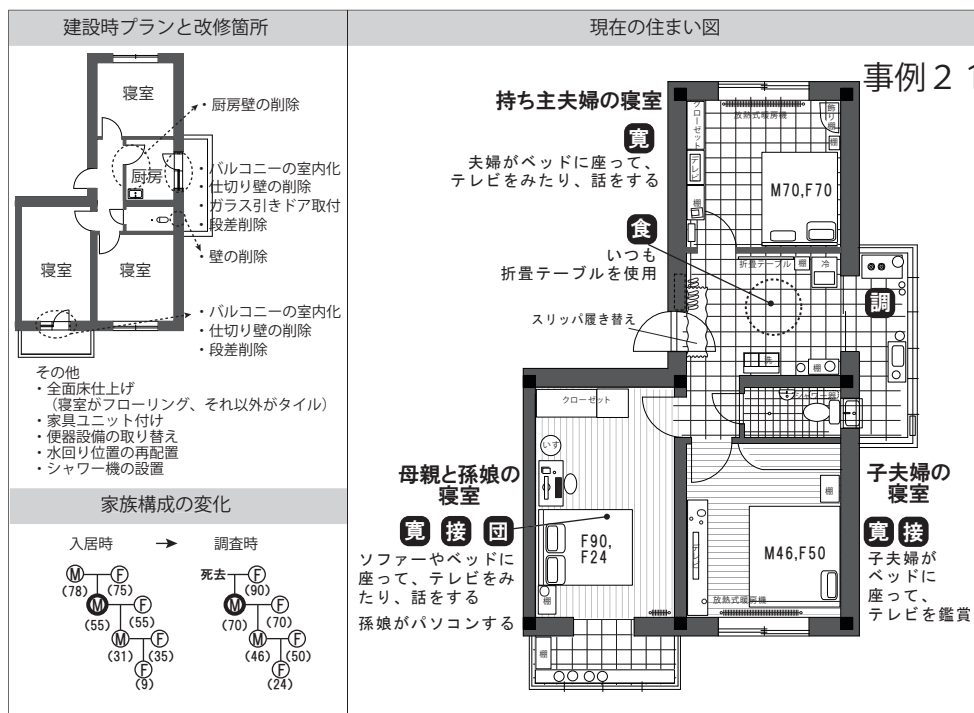 建設時プランと改修箇所
寝室
・厨房壁の削除
厨房
・バルコニーの室内化
・仕切り壁の削除
・ガラス引きドア取付
・段差削除
・壁の削除
寝室
寝室
・バルコニーの室内化
・仕切り壁の削除
・段差削除
その他
・全面床仕上げ
（寝室がフローリング、それ以外がタイル）
・家具ユニット付け
・便器設備の取り替え
・水回り位置の再配置
・シャワー機の設置
家族構成の変化
入居時 → 調査時
M F
(78) (75)
M F
(55) (55)
M F
(31) (35)
F
(9)
死去 F
(90)
M F
(70) (70)
M F
(46) (50)
F
(24)
現在の住まい図
事例２１
持ち主夫婦の寝室
寛
夫婦がベッドに座って、
テレビをみたり、話をする
クローゼット
放熱式暖房機
飾り棚
棚
テレビ
棚
M70,F70
食
いつも
折畳テーブルを使用
折畳テーブル
棚
冷
調
スリッパ履き替え
洗
棚
シャワー器
クローゼット
いす
母親と孫娘の
寝室
寛 接 団
ソファーやベッドに
座って、テレビをみ
たり、話をする
孫娘がパソコンする
F90,
F24
棚
棚
棚
テレビ
M46,F50
放熱式暖房機
子夫婦の
寝室
寛 接
子夫婦が
ベッドに
座って、
テレビを鑑賞